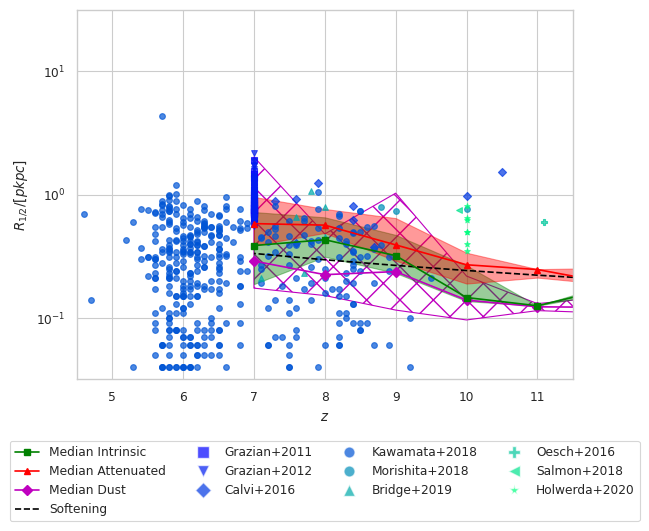 10¹
10⁰
10⁻¹
R₁/₂/[pkpc]
5 6 7 8 9 10 11
z
Median Intrinsic Grazian+2011 Kawamata+2018 Oesch+2016
Median Attenuated Grazian+2012 Morishita+2018 Salmon+2018
Median Dust Calvi+2016 Bridge+2019 Holwerda+2020
Softening